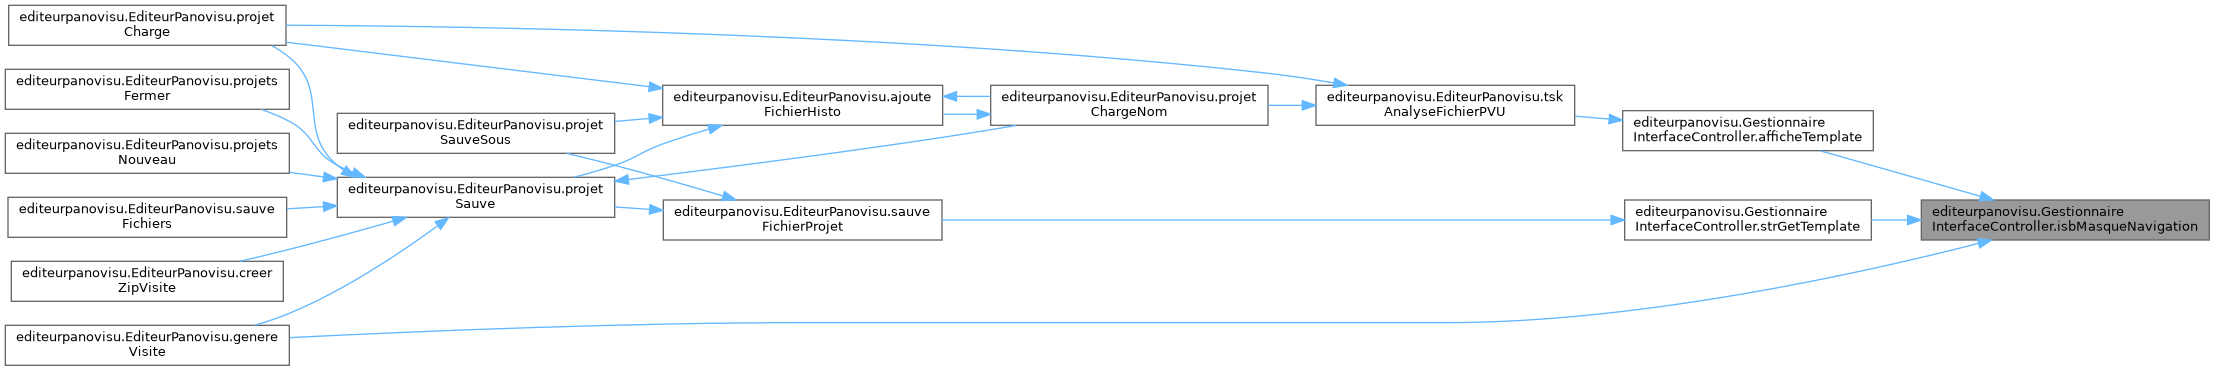 editeurpanovisu.EditeurPanovisu.projet
Charge
editeurpanovisu.EditeurPanovisu.projets
Fermer
editeurpanovisu.EditeurPanovisu.projets
Nouveau
editeurpanovisu.EditeurPanovisu.sauve
Fichiers
editeurpanovisu.EditeurPanovisu.creer
ZipVisite
editeurpanovisu.EditeurPanovisu.genere
Visite
editeurpanovisu.EditeurPanovisu.projet
SauveSous
editeurpanovisu.EditeurPanovisu.projet
Sauve
editeurpanovisu.EditeurPanovisu.ajoute
FichierHisto
editeurpanovisu.EditeurPanovisu.sauve
FichierProjet
editeurpanovisu.EditeurPanovisu.projet
ChargeNom
editeurpanovisu.EditeurPanovisu.tsk
AnalyseFichierPVU
editeurpanovisu.Gestionnaire
InterfaceController.afficheTemplate
editeurpanovisu.Gestionnaire
InterfaceController.strGetTemplate
editeurpanovisu.Gestionnaire
InterfaceController.isbMasqueNavigation